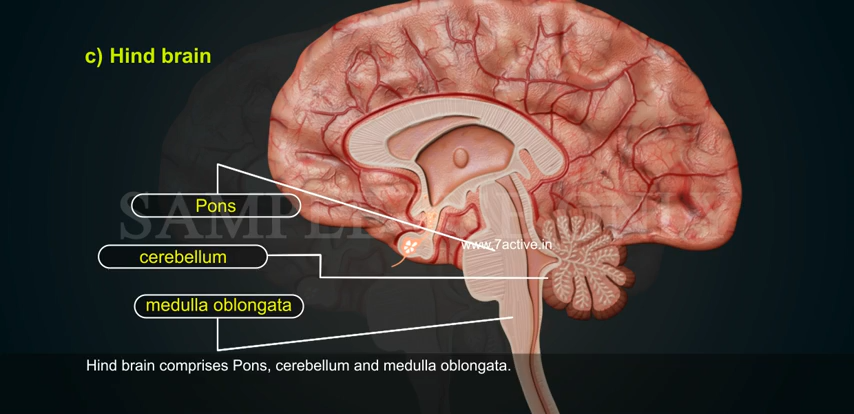 c) Hind brain
Pons
www.7active.in
cerebellum
medulla oblongata
Hind brain comprises Pons, cerebellum and medulla oblongata.